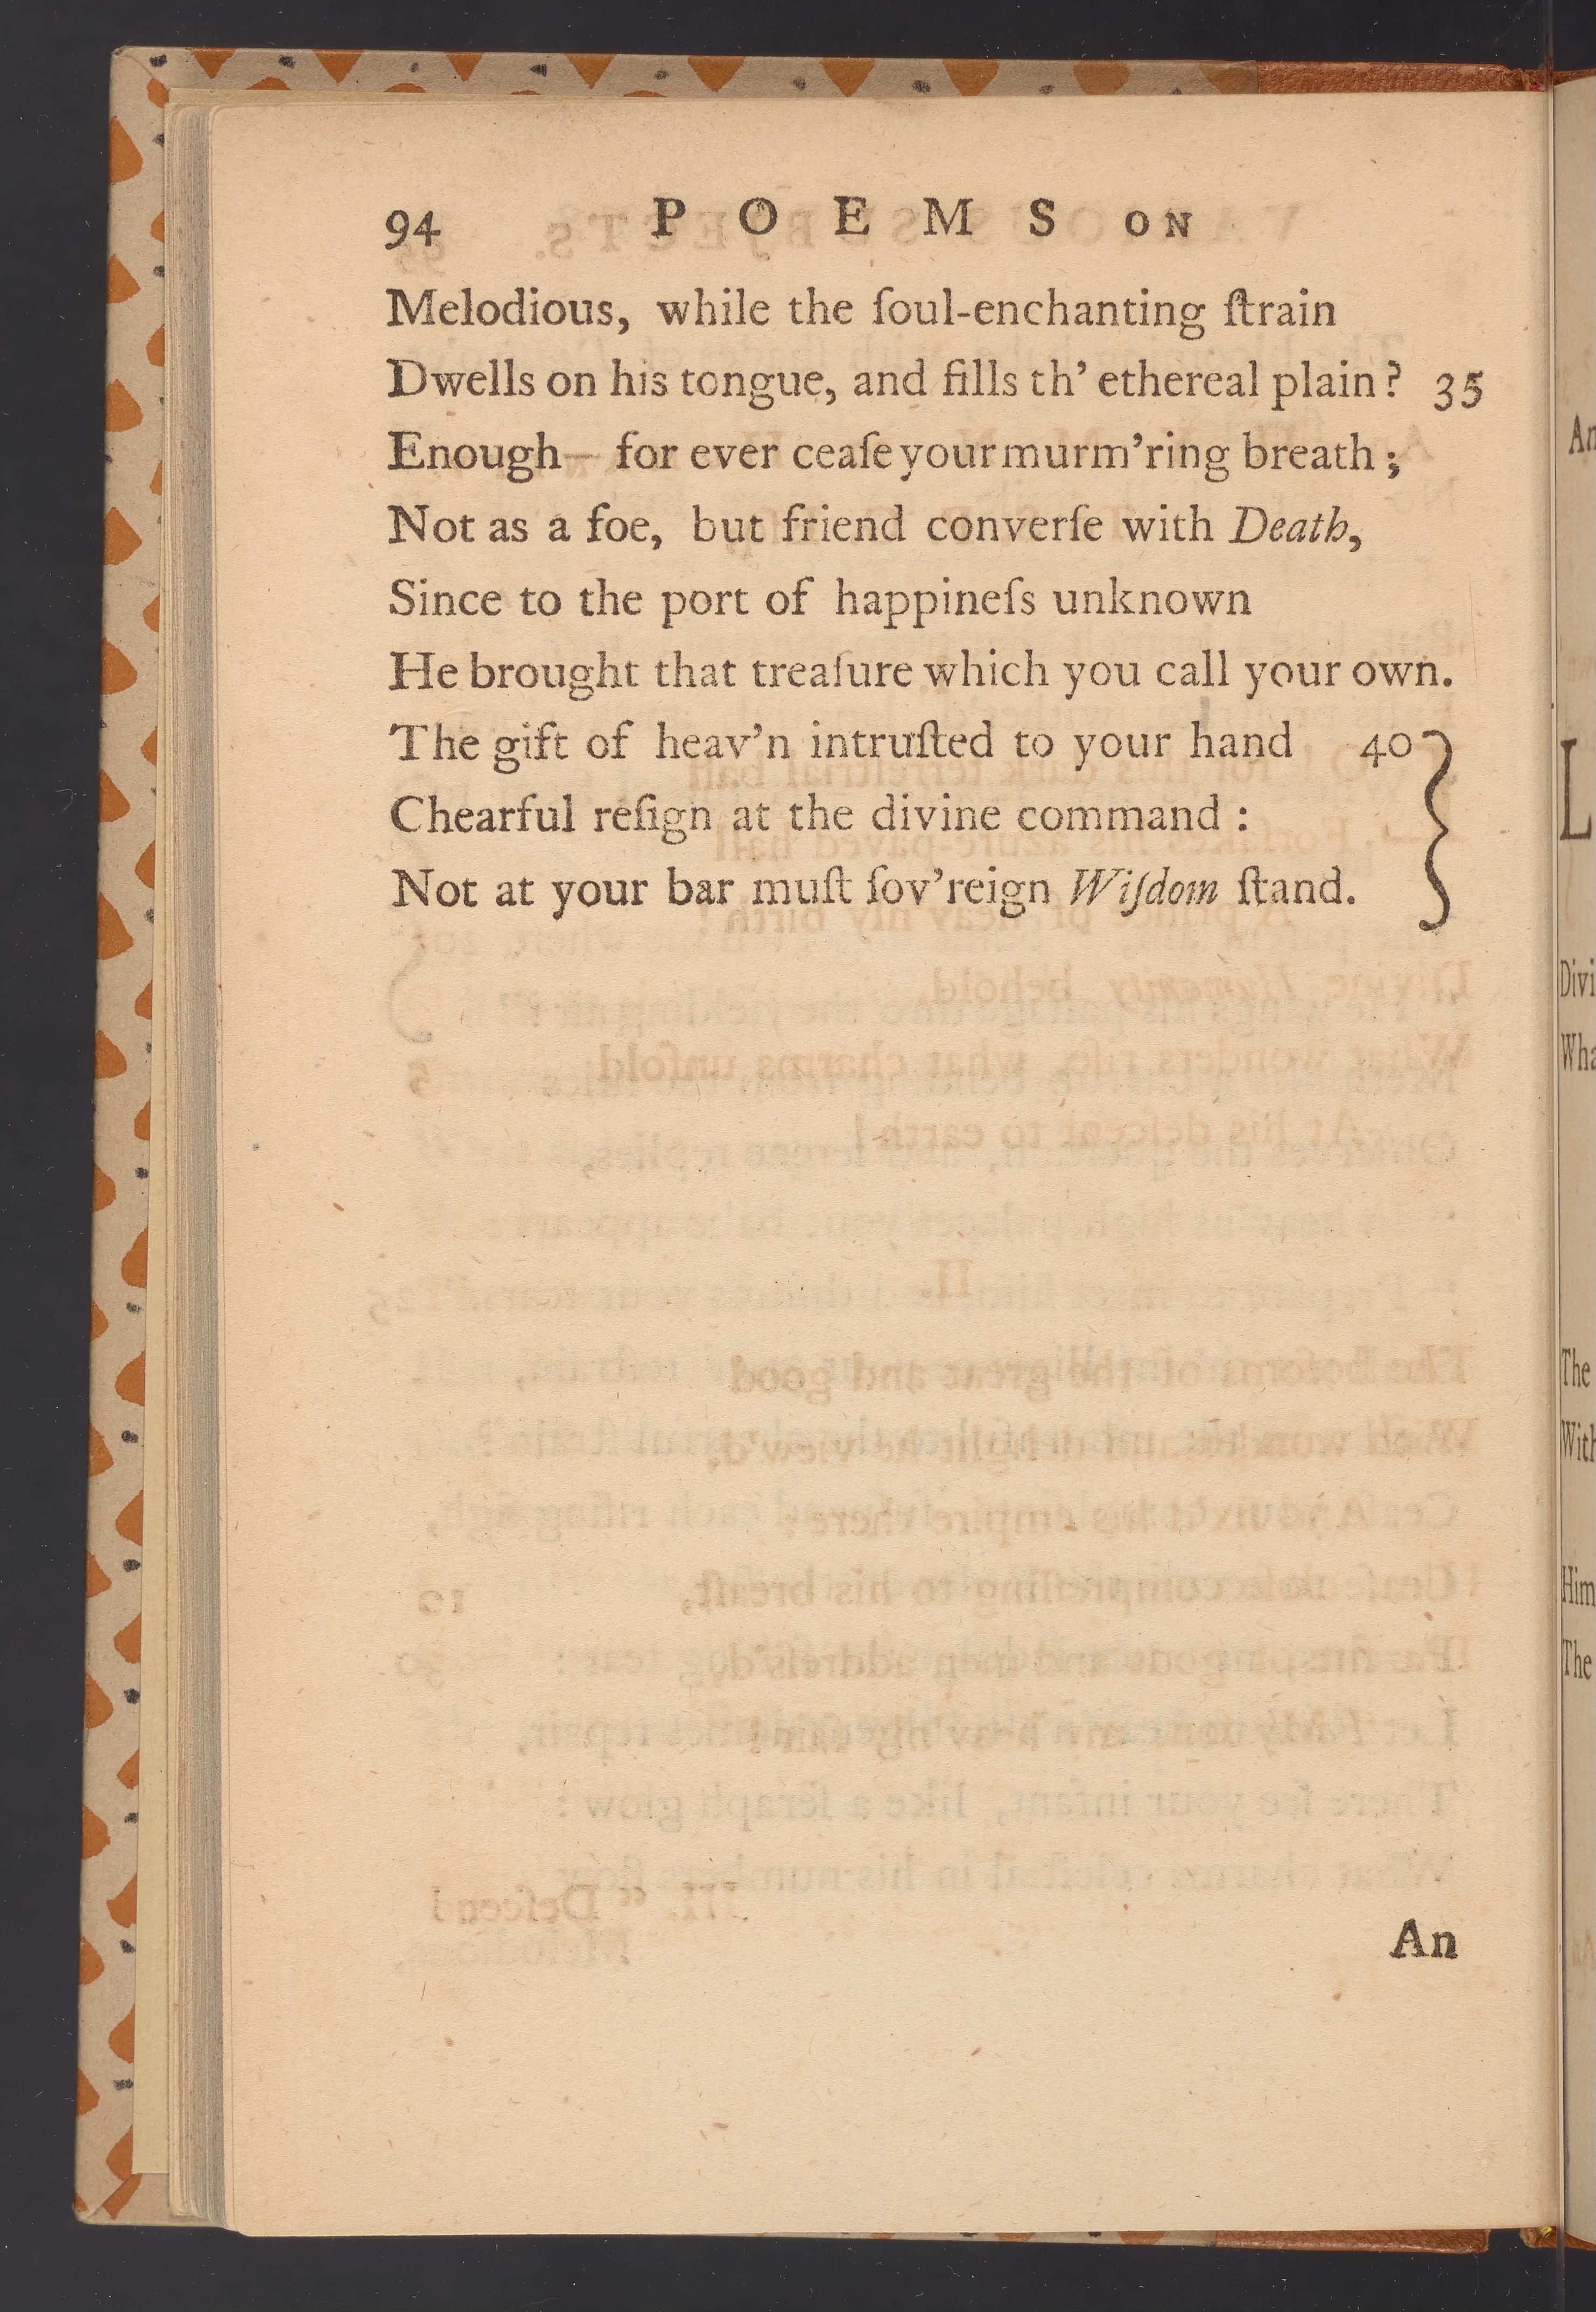 94 POEMS ON
Melodious, while the ſoul-enchanting ſtrain
Dwells on his tongue, and fills th' ethereal plain? 35
Enough— for ever ceaſe your murm'ring breath;
Not as a foe, but friend converſe with Death,
Since to the port of happineſs unknown
He brought that treaſure which you call your own.
The gift of heav'n intruſted to your hand 40
Chearful reſign at the divine command:
Not at your bar muſt ſov'reign Wiſdom ſtand.
An